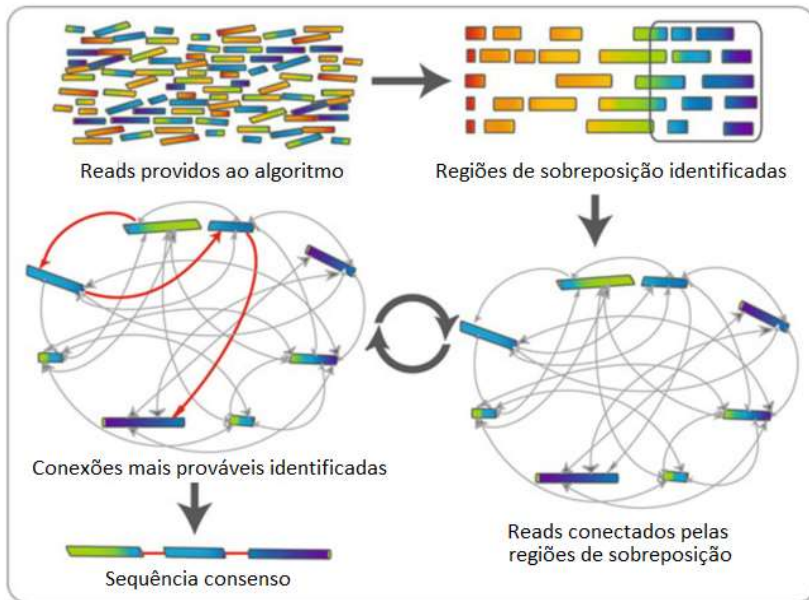 Reads providos ao algoritmo
Regiões de sobreposição identificadas
Conexões mais prováveis identificadas
Reads conectados pelas
regiões de sobreposição
Sequência consenso